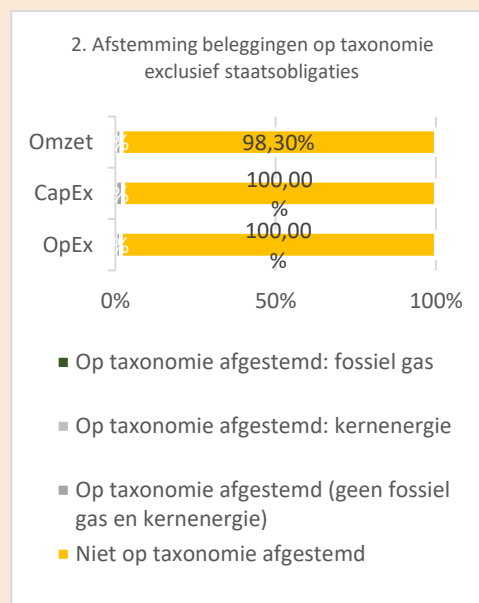 2. Afstemming beleggingen op taxonomie
exclusief staatsobligaties
Omzet % 98,30%
CapEx % 100,00
%
OpEx % 100,00
%
0% 50% 100%
Op taxonomie afgestemd: fossiel gas
Op taxonomie afgestemd: kernenergie
Op taxonomie afgestemd (geen fossiel
gas en kernenergie)
Niet op taxonomie afgestemd